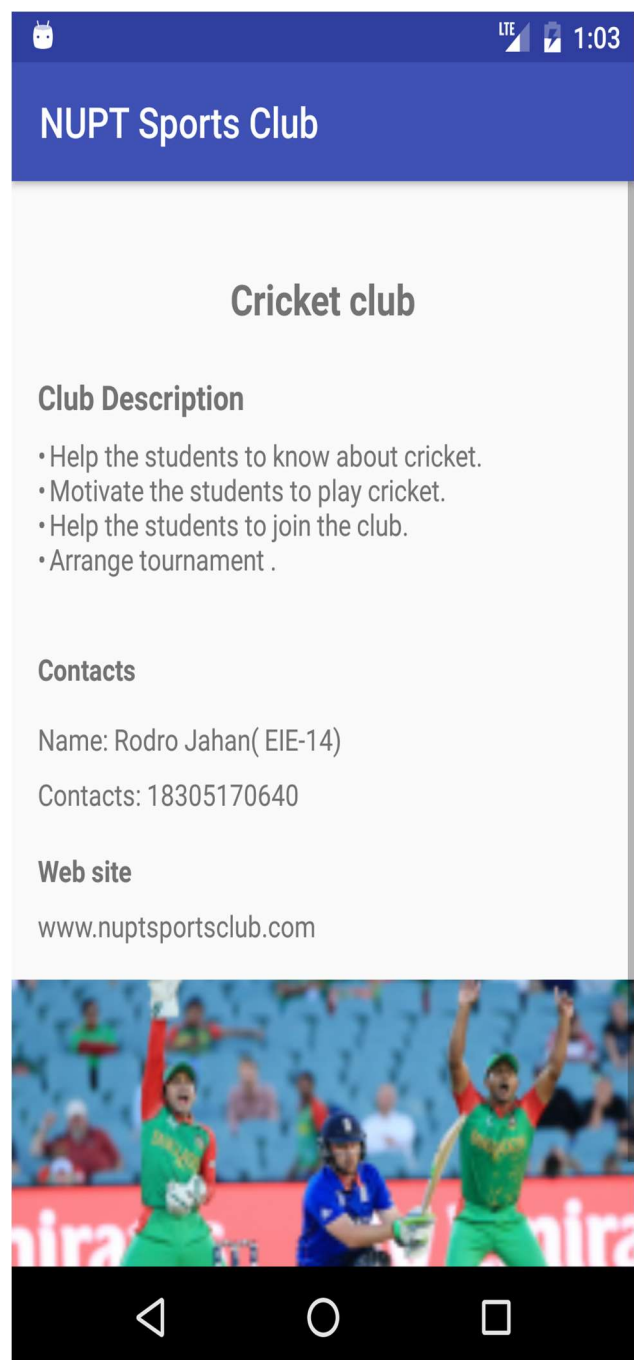 LTE 1:03
NUPT Sports Club
Cricket club
Club Description
• Help the students to know about cricket.
• Motivate the students to play cricket.
• Help the students to join the club.
• Arrange tournament .
Contacts
Name: Rodro Jahan( EIE-14)
Contacts: 18305170640
Web site
www.nuptsportsclub.com